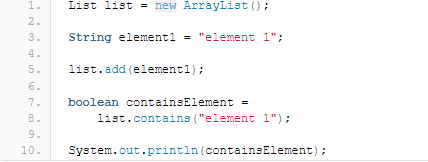 1. List list = new ArrayList();
2.
3. String element1 = "element 1";
4.
5. list.add(element1);
6.
7. boolean containsElement =
8.     list.contains("element 1");
9.
10. System.out.println(containsElement);